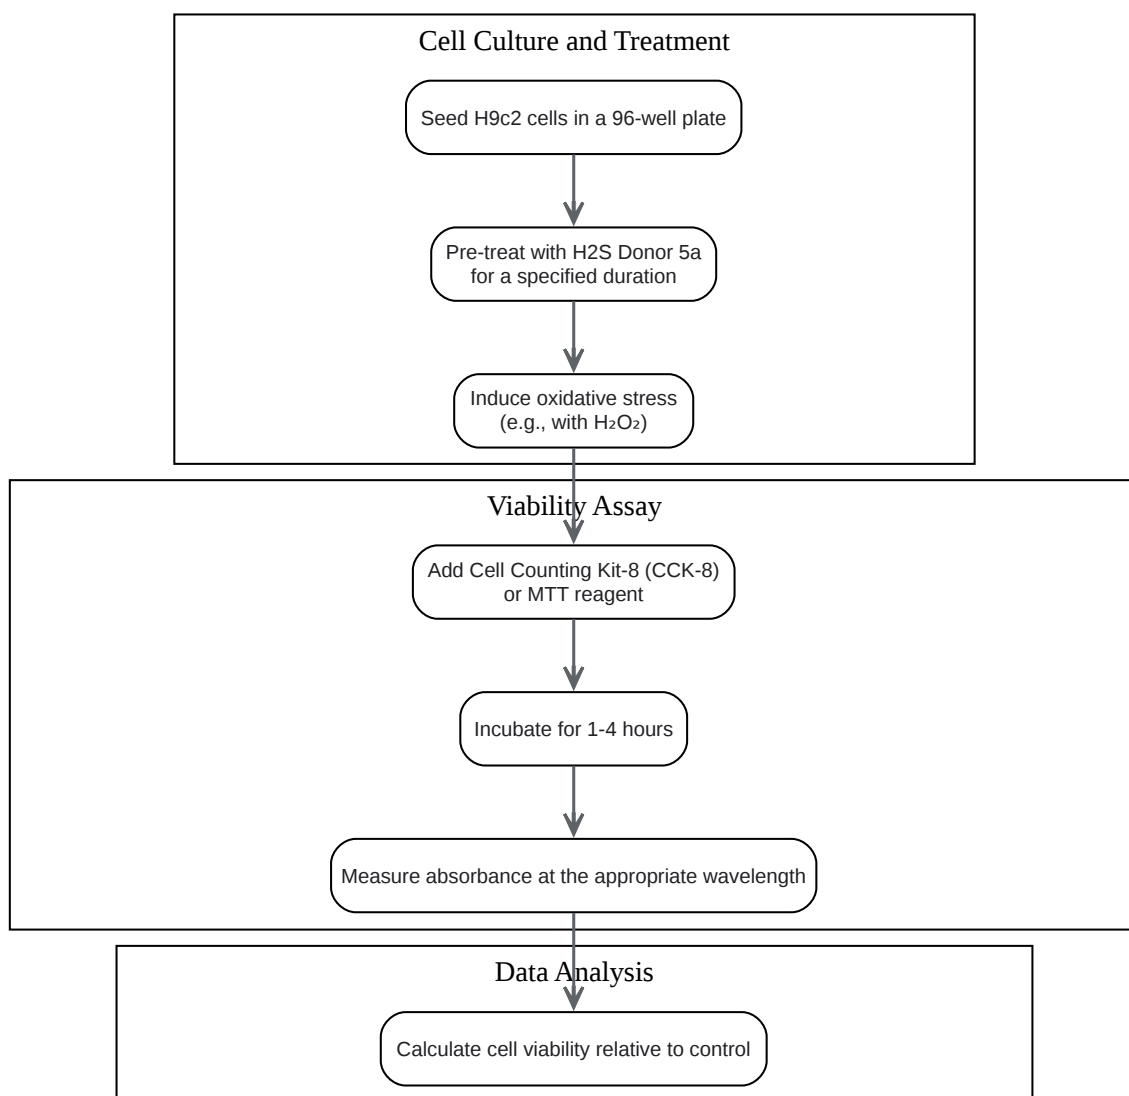 Cell Culture and Treatment
Seed H9c2 cells in a 96-well plate
Pre-treat with H2S Donor 5a
for a specified duration
Induce oxidative stress
(e.g., with H₂O₂)
Viability Assay
Add Cell Counting Kit-8 (CCK-8)
or MTT reagent
Incubate for 1-4 hours
Measure absorbance at the appropriate wavelength
Data Analysis
Calculate cell viability relative to control